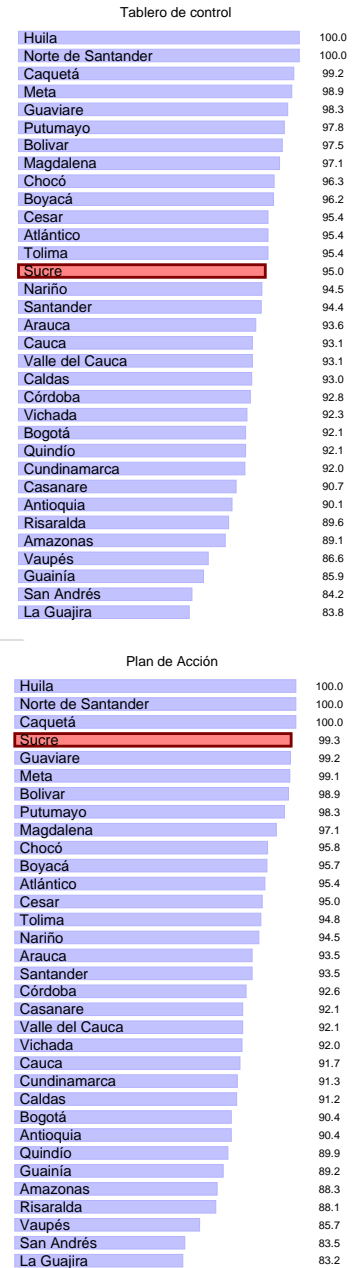 Tablero de control
Huila 100.0
Norte de Santander 100.0
Caquetá 99.2
Meta 98.9
Guaviare 98.3
Putumayo 97.8
Bolivar 97.5
Magdalena 97.1
Chocó 96.3
Boyacá 96.2
Cesar 95.4
Atlántico 95.4
Tolima 95.4
Sucre 95.0
Nariño 94.5
Santander 94.4
Arauca 93.6
Cauca 93.1
Valle del Cauca 93.1
Caldas 93.0
Córdoba 92.8
Vichada 92.3
Bogotá 92.1
Quindío 92.1
Cundinamarca 92.0
Casanare 90.7
Antioquia 90.1
Risaralda 89.6
Amazonas 89.1
Vaupés 86.6
Guainía 85.9
San Andrés 84.2
La Guajira 83.8
Plan de Acción
Huila 100.0
Norte de Santander 100.0
Caquetá 100.0
Sucre 99.3
Guaviare 99.2
Meta 99.1
Bolivar 98.9
Putumayo 98.3
Magdalena 97.1
Chocó 95.8
Boyacá 95.7
Atlántico 95.4
Cesar 95.0
Tolima 94.8
Nariño 94.5
Arauca 93.5
Santander 93.5
Córdoba 92.6
Casanare 92.1
Valle del Cauca 92.1
Vichada 92.0
Cauca 91.7
Cundinamarca 91.3
Caldas 91.2
Bogotá 90.4
Antioquia 90.4
Quindío 89.9
Guainía 89.2
Amazonas 88.3
Risaralda 88.1
Vaupés 85.7
San Andrés 83.5
La Guajira 83.2